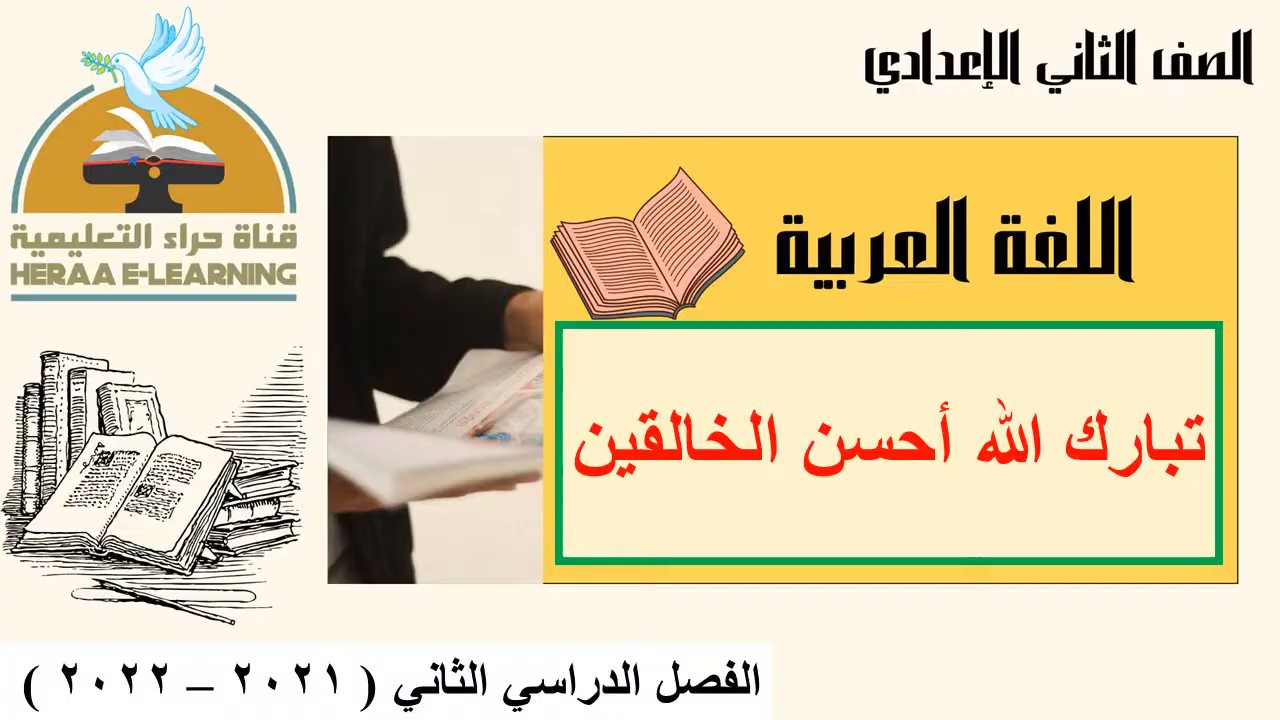 الصف الثاني الإعدادي
قناة حراء التعليمية
HERAA E-LEARNING
اللغة العربية
تبارك الله أحسن الخالقين
الفصل الدراسي الثاني ( ٢٠٢١ – ٢٠٢٢ )